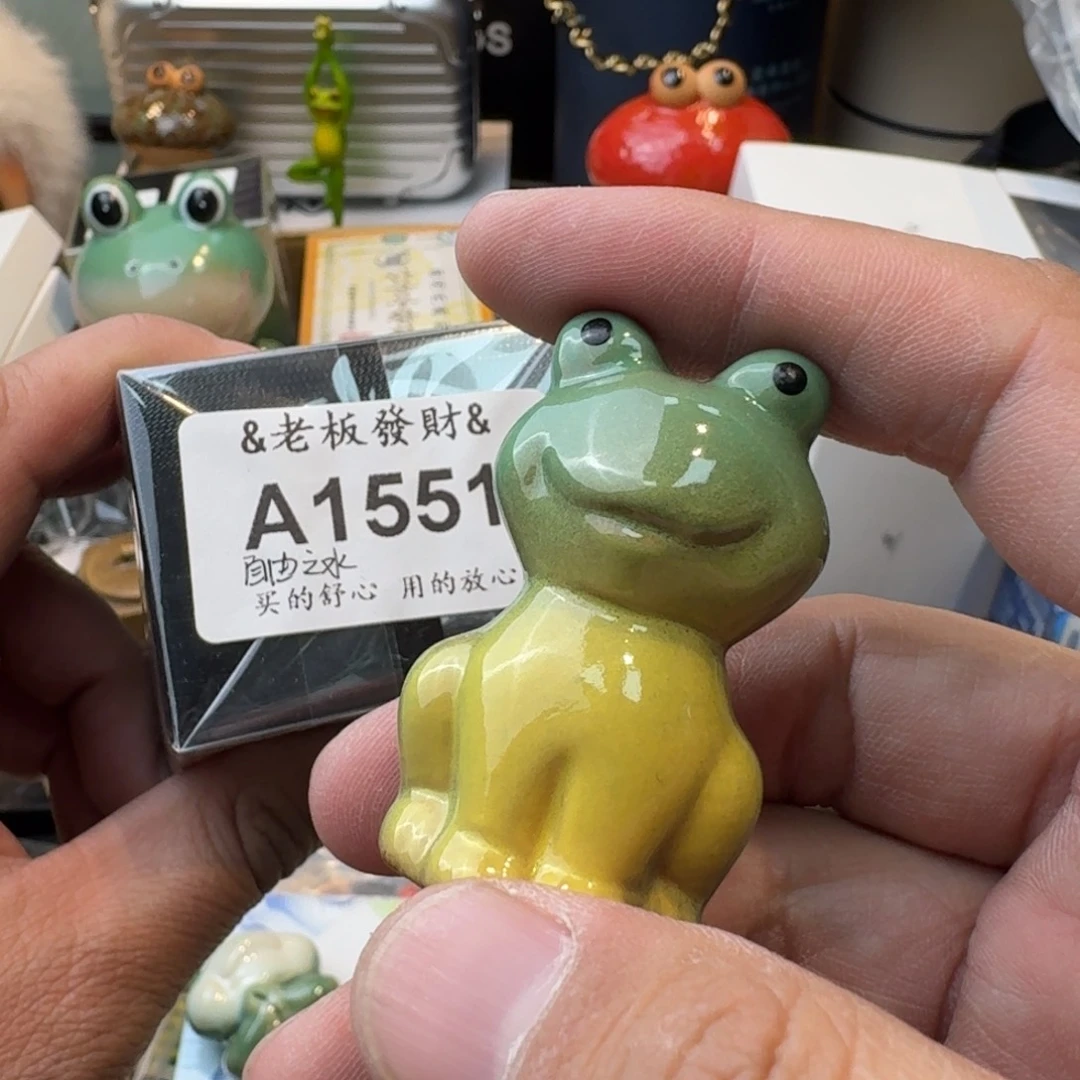 &老板發財&
A1551
自由之水
买的舒心 用的放心